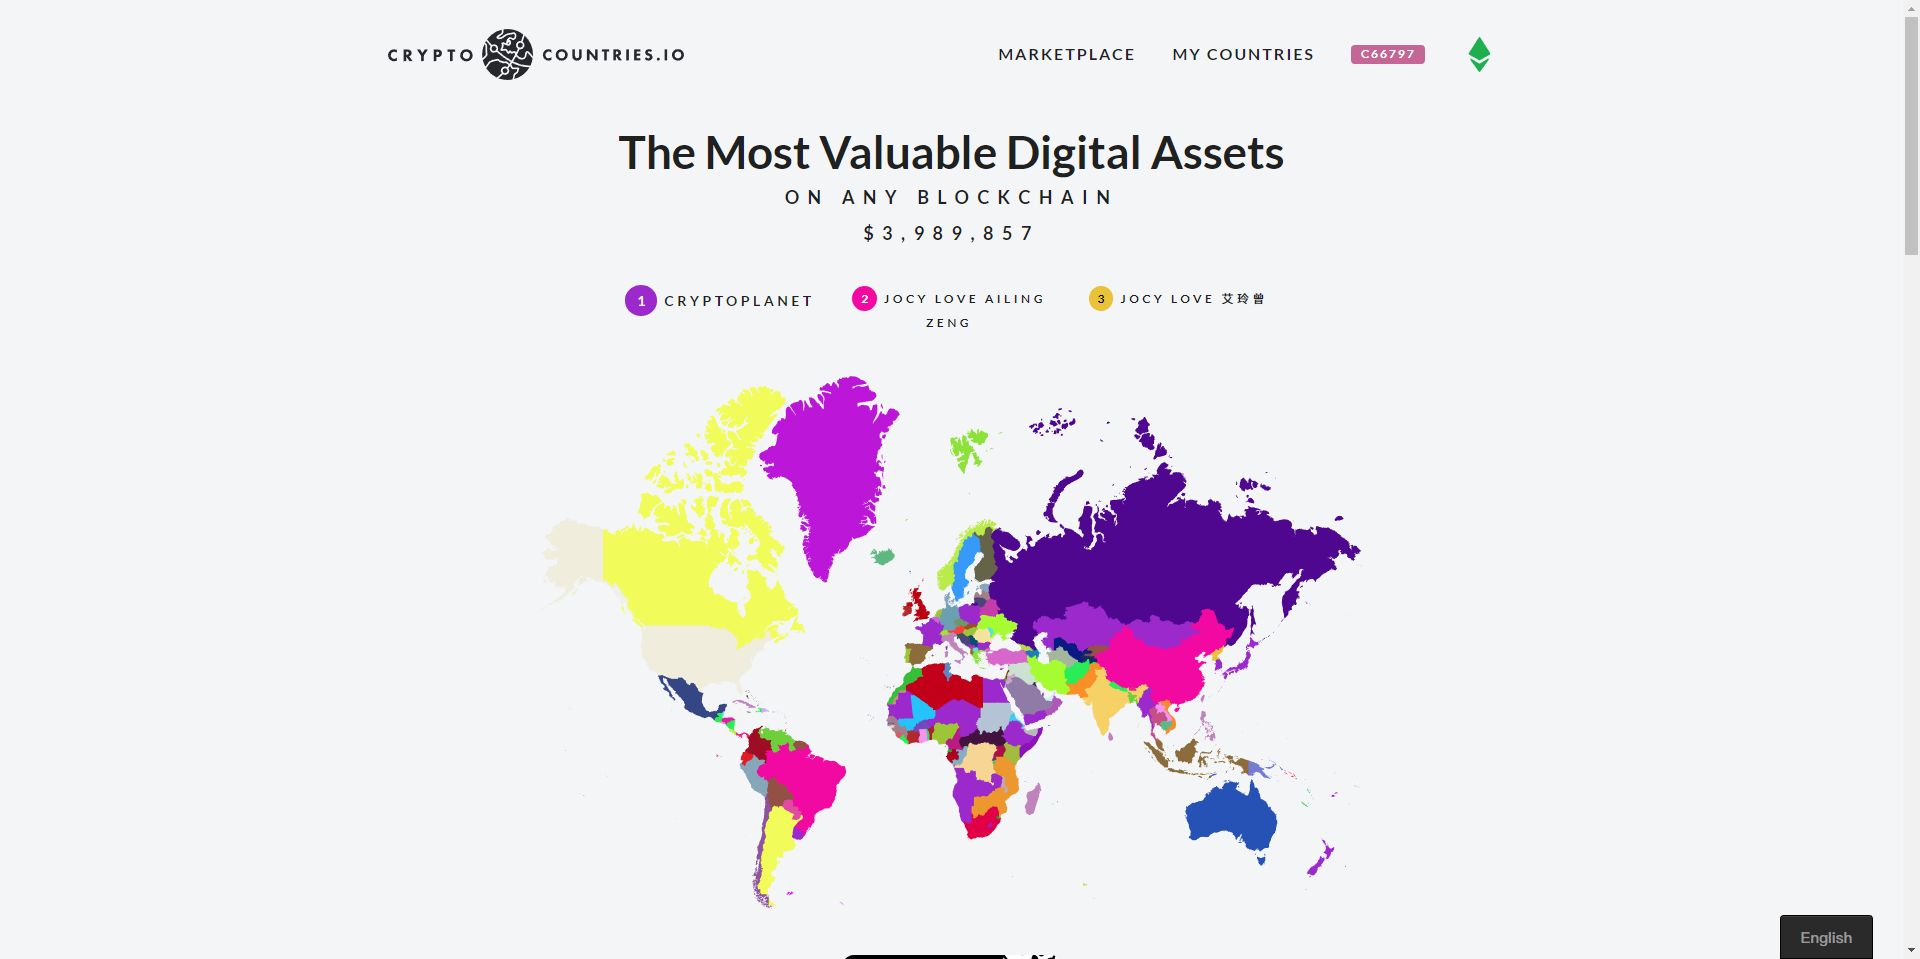 CRYPTO COUNTRIES.IO
MARKETPLACE
MY COUNTRIES
C66797
The Most Valuable Digital Assets
ON ANY BLOCKCHAIN
$3,989,857
1 CRYPTOPLANET
2 JOCY LOVE AILING
ZENG
3 JOCY LOVE 艾玲曾
English